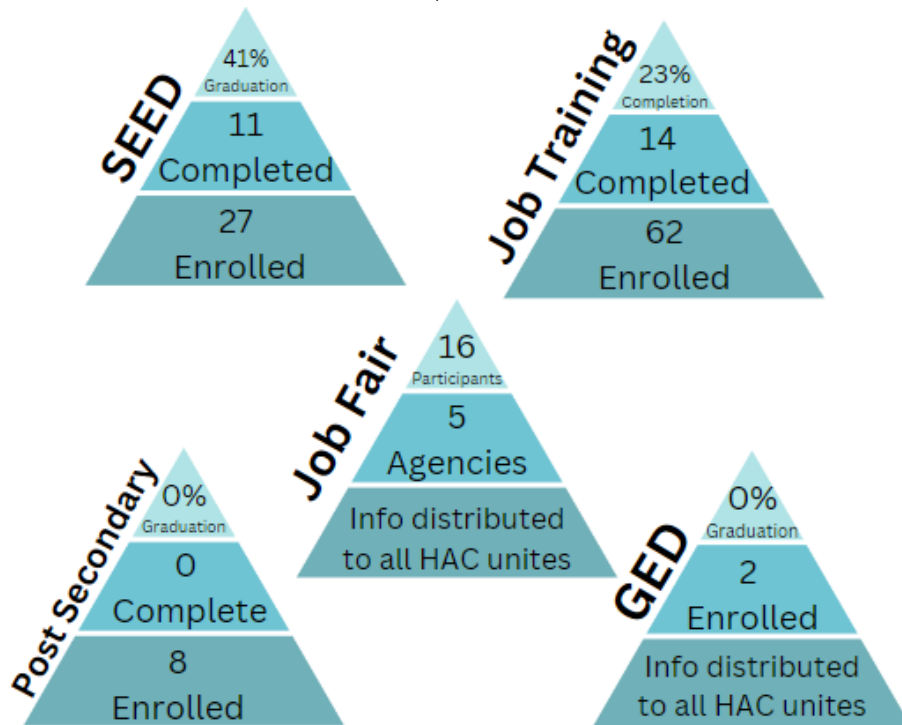 SEED
41%
Graduation
11
Completed
27
Enrolled
Job Training
23%
Completion
14
Completed
62
Enrolled
Job Fair
16
Participants
5
Agencies
Info distributed
to all HAC unites
Post Secondary
0%
Graduation
0
Complete
8
Enrolled
GED
0%
Graduation
2
Enrolled
Info distributed
to all HAC unites